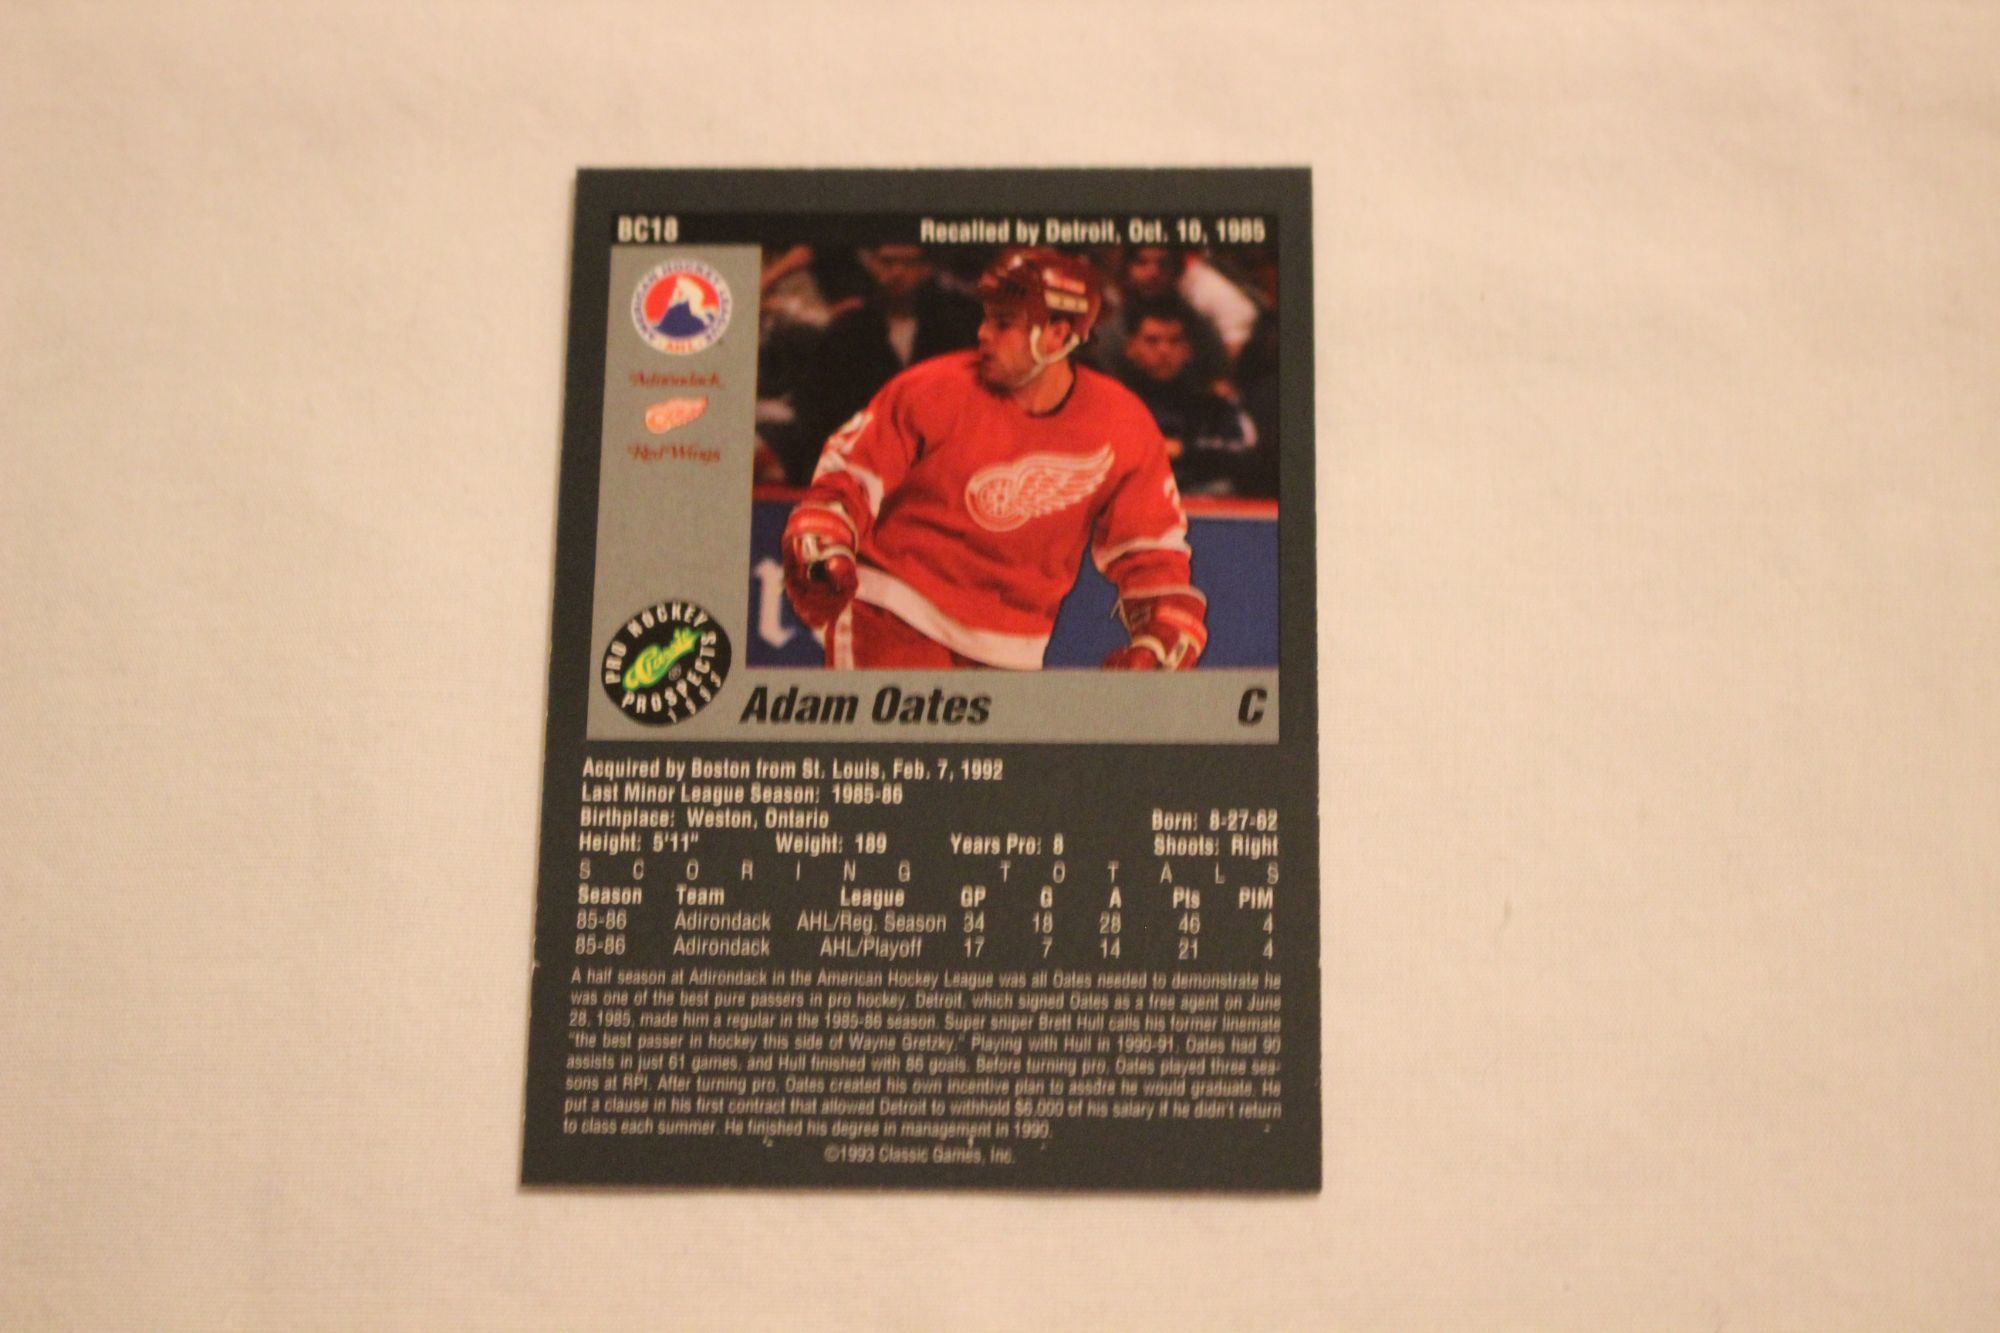 BC18 Recalled by Detroit, Oct. 10, 1985
AMERICAN HOCKEY LEAGUE
AHL
Adirondack
Red Wings
PRO HOCKEY
Classic
PROSPECTS
1993
Adam Oates C
Acquired by Boston from St. Louis, Feb. 7, 1992
Last Minor League Season: 1985-86
Birthplace: Weston, Ontario Born: 8-27-62
Height: 5'11" Weight: 189 Years Pro: 8 Shoots: Right
S C O R I N G T O T A L S
Season Team League GP G A Pts PIM
85-86 Adirondack AHL/Reg. Season 34 18 28 46 4
85-86 Adirondack AHL/Playoff 17 7 14 21 4
A half season at Adirondack in the American Hockey League was all Oates needed to demonstrate he
was one of the best pure passers in pro hockey. Detroit, which signed Oates as a free agent on June
28, 1985, made him a regular in the 1985-86 season. Super sniper Brett Hull calls his former linemate
"the best passer in hockey this side of Wayne Gretzky." Playing with Hull in 1990-91, Oates had 90
assists in just 61 games, and Hull finished with 86 goals. Before turning pro, Oates played three sea-
sons at RPI. After turning pro, Oates created his own incentive plan to assure he would graduate. He
put a clause in his first contract that allowed Detroit to withhold $6,000 of his salary if he didn't return
to class each summer. He finished his degree in management in 1990.
©1993 Classic Games, Inc.